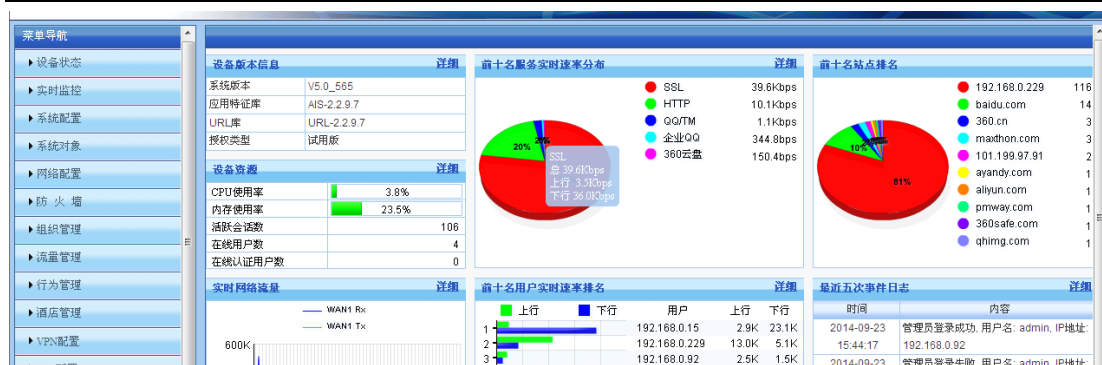 菜单导航
设备状态
实时监控
系统配置
系统对象
网络配置
防 火 墙
组织管理
流量管理
行为管理
酒店管理
VPN配置
设备版本信息 详细
系统版本 V5.0_565
应用特征库 AIS-2.2.9.7
URL库 URL-2.2.9.7
授权类型 试用版
设备资源 详细
CPU使用率 3.8%
内存使用率 23.5%
活跃会话数 106
在线用户数 4
在线认证用户数 0
实时网络流量 详细
WAN1 Rx
WAN1 Tx
600K
前十名服务实时速率分布 详细
SSL 39.6Kbps
HTTP 10.1Kbps
QQ/TM 1.1Kbps
企业QQ 344.8bps
360云盘 150.4bps
20%
SSL
总 39.6Kbps
上行 3.5Kbps
下行 36.0Kbps
前十名用户实时速率排名 详细
上行 下行 用户 上行 下行
1 192.168.0.15 2.9K 23.1K
2 192.168.0.229 13.0K 5.1K
3 192.168.0.92 2.5K 1.5K
前十名站点排名 详细
192.168.0.229 116
baidu.com 14
360.cn 3
maxthon.com 3
101.199.97.91 2
ayandy.com 1
aliyun.com 1
pmway.com 1
360safe.com 1
qhimg.com 1
10%
81%
最近五次事件日志 详细
时间 内容
2014-09-23 管理员登录成功, 用户名: admin, IP地址:
15:44:17 192.168.0.92
2014-09-23 管理员登录失败, 用户名: admin, IP地址: